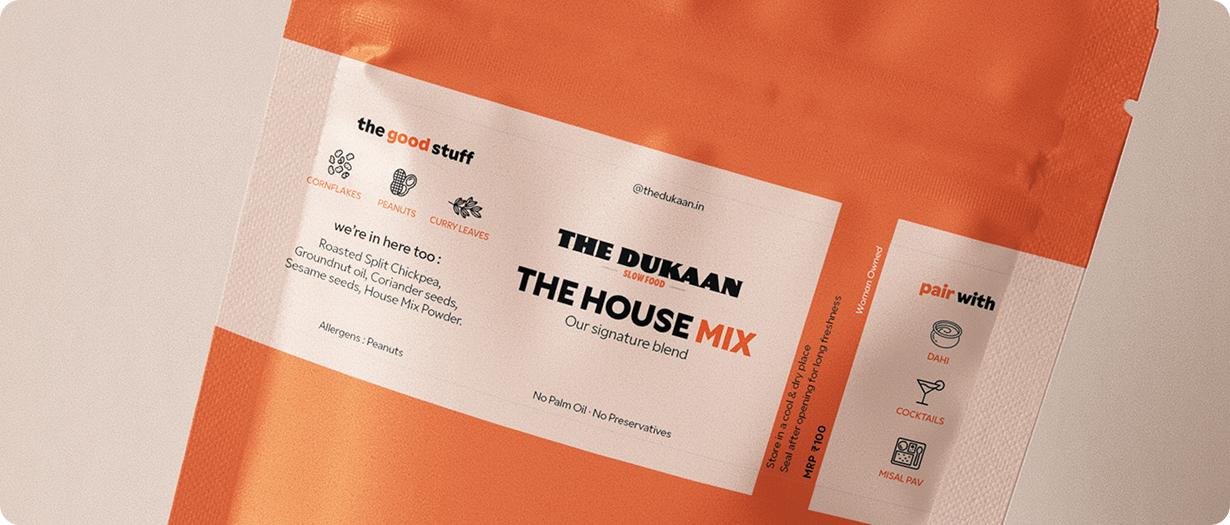 the good stuff
CORNFLAKES
PEANUTS
CURRY LEAVES
we're in here too :
Roasted Split Chickpea,
Groundnut oil, Coriander seeds,
Sesame seeds, House Mix Powder.
Allergens : Peanuts
@thedukaan.in
THE DUKAAN
SLOW FOOD
THE HOUSE MIX
Our signature blend
No Palm Oil · No Preservatives
Store in a cool & dry place
Seal after opening for long freshness
MRP ₹100
Woman Owned
pair with
DAHI
COCKTAILS
MISAL PAV